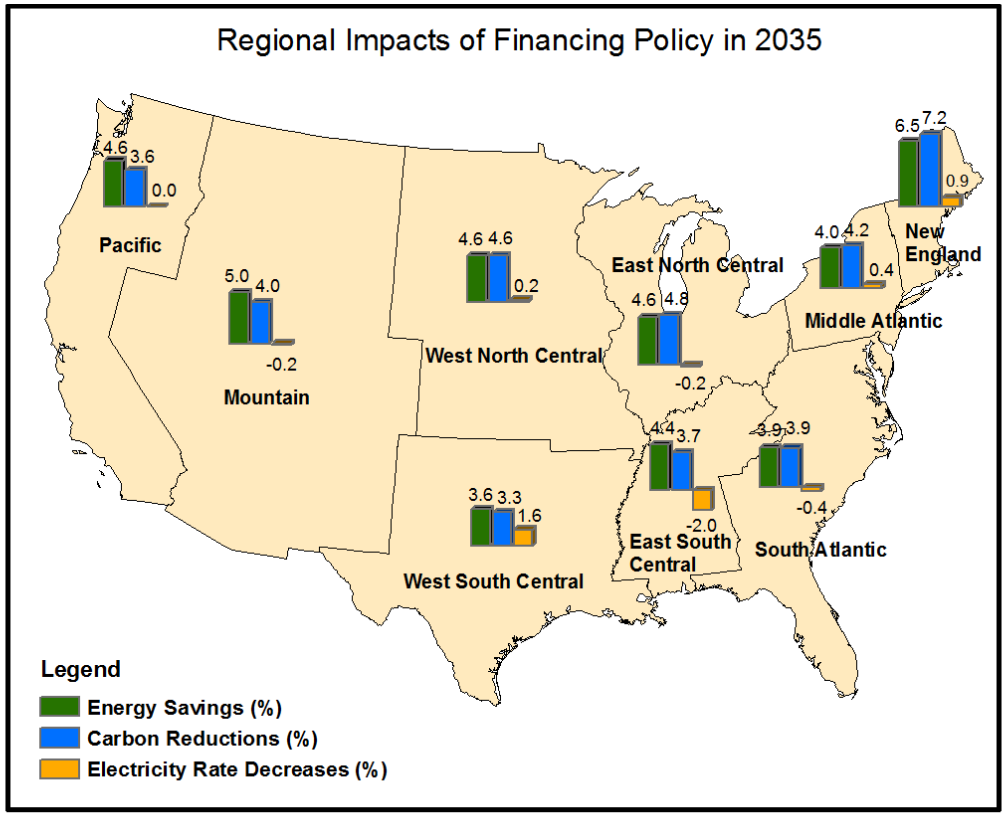 Regional Impacts of Financing Policy in 2035
4.6 3.6 0.0
Pacific
5.0 4.0 -0.2
Mountain
4.6 4.6 0.2
West North Central
East North Central
4.6 4.8 -0.2
6.5 7.2 0.9
New
England
4.0 4.2 0.4
Middle Atlantic
4.4 3.7 -2.0
East South
Central
3.9 3.9 -0.4
South Atlantic
3.6 3.3 1.6
West South Central
Legend
Energy Savings (%)
Carbon Reductions (%)
Electricity Rate Decreases (%)